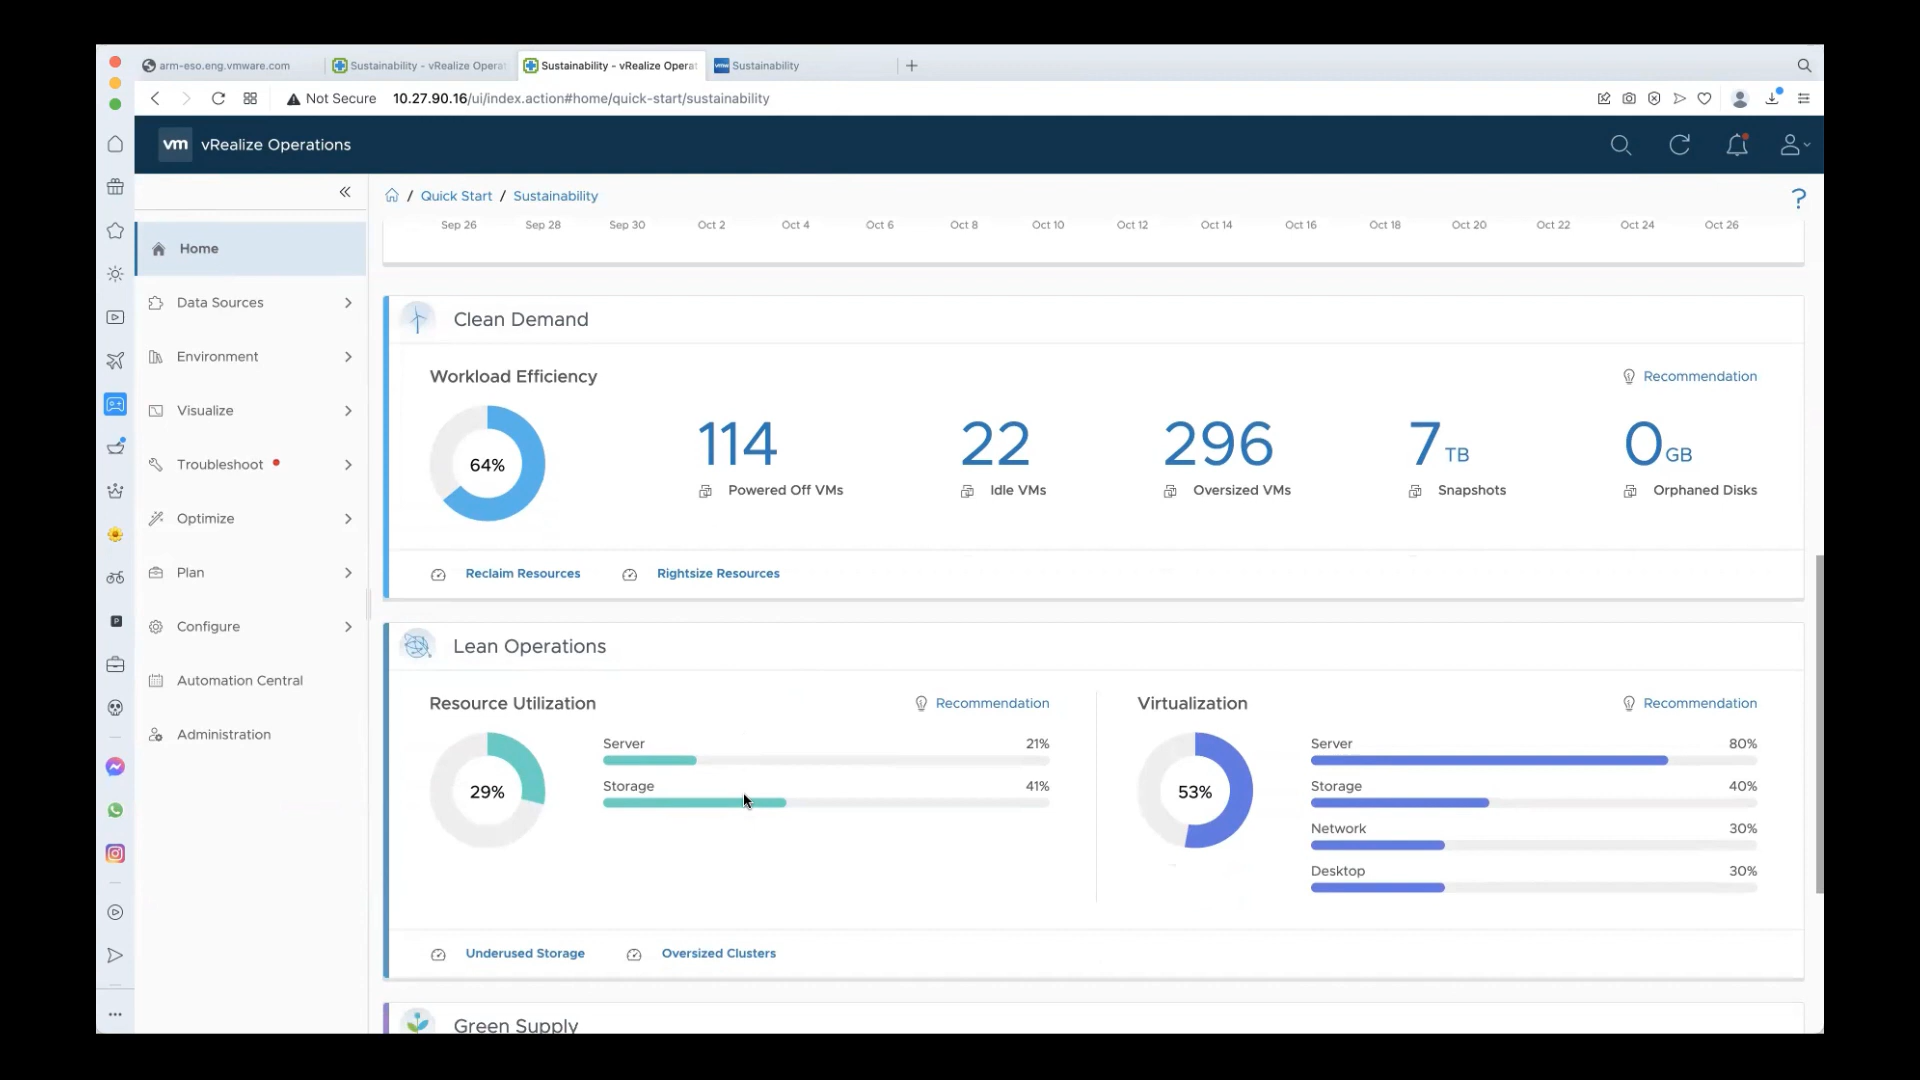 arm-eso.eng.vmware.com
Sustainability - vRealize Operat
Sustainability - vRealize Operat
vmw Sustainability
Not Secure 10.27.90.16/ui/index.action#home/quick-start/sustainability
vm vRealize Operations
/ Quick Start / Sustainability
?
Home
Data Sources
Environment
Visualize
Troubleshoot
Optimize
Plan
Configure
Automation Central
Administration
Sep 26 Sep 28 Sep 30 Oct 2 Oct 4 Oct 6 Oct 8 Oct 10 Oct 12 Oct 14 Oct 16 Oct 18 Oct 20 Oct 22 Oct 24 Oct 26
Clean Demand
Workload Efficiency
Recommendation
64%
114
Powered Off VMs
22
Idle VMs
296
Oversized VMs
7 TB
Snapshots
0 GB
Orphaned Disks
Reclaim Resources
Rightsize Resources
Lean Operations
Resource Utilization
Recommendation
29%
Server 21%
Storage 41%
Virtualization
Recommendation
53%
Server 80%
Storage 40%
Network 30%
Desktop 30%
Underused Storage
Oversized Clusters
Green Supply